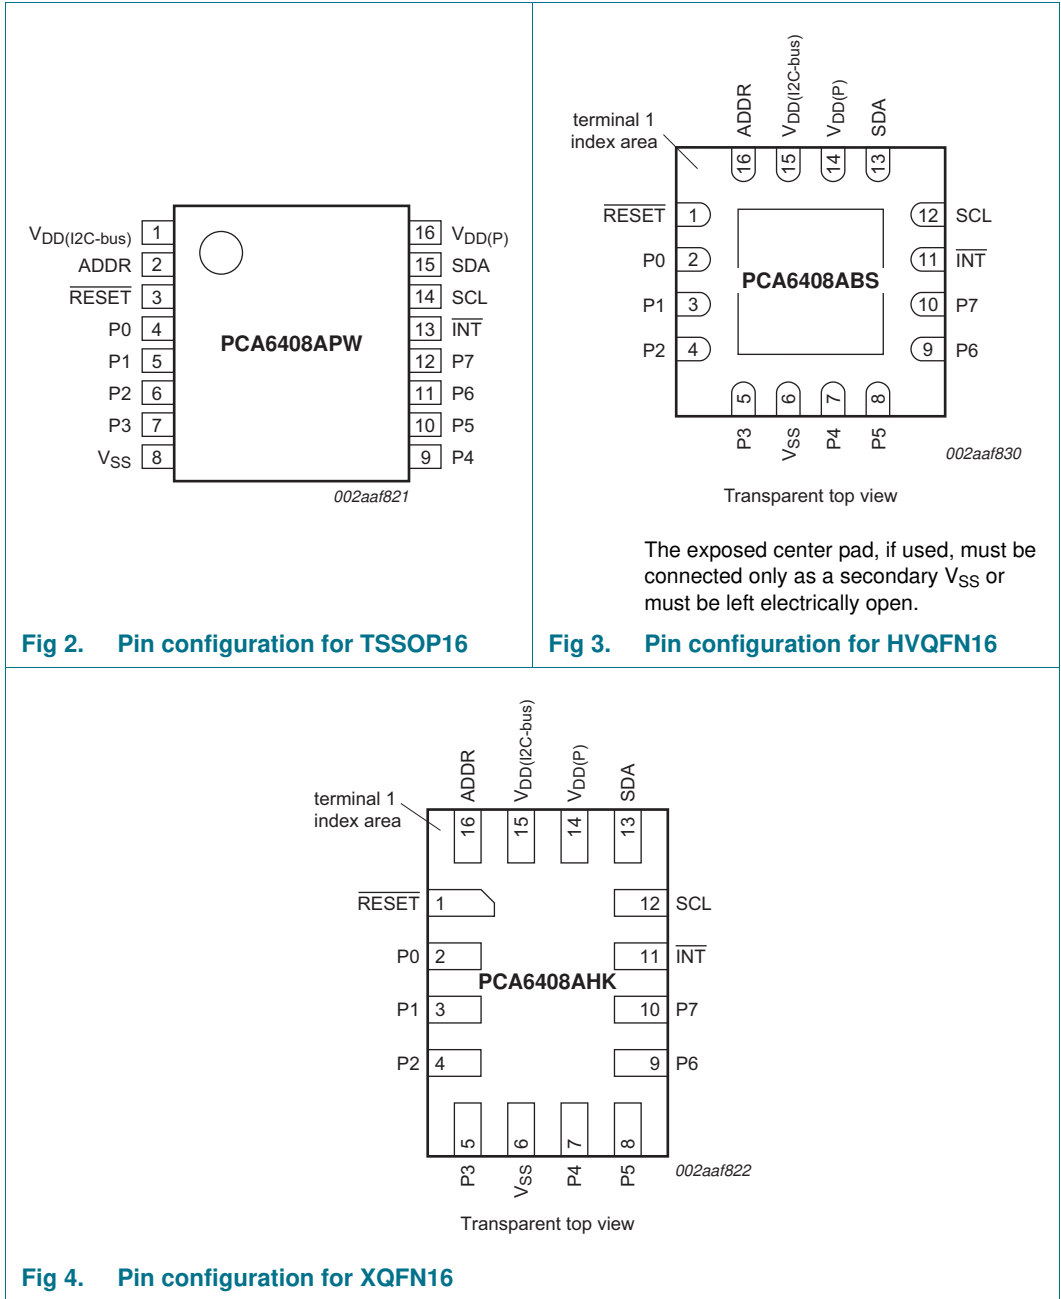 VDD(I2C-bus) 1
ADDR 2
RESET 3
P0 4
P1 5
P2 6
P3 7
VSS 8
PCA6408APW
16 VDD(P)
15 SDA
14 SCL
13 INT
12 P7
11 P6
10 P5
9 P4
002aaf821
Fig 2. Pin configuration for TSSOP16
terminal 1
index area
ADDR
VDD(I2C-bus)
VDD(P)
SDA
16 15 14 13
RESET 1
P0 2
P1 3
P2 4
PCA6408ABS
12 SCL
11 INT
10 P7
9 P6
5 6 7 8
P3
VSS
P4
P5
002aaf830
Transparent top view
The exposed center pad, if used, must be
connected only as a secondary VSS or
must be left electrically open.
Fig 3. Pin configuration for HVQFN16
terminal 1
index area
ADDR
VDD(I2C-bus)
VDD(P)
SDA
16 15 14 13
RESET 1
P0 2
P1 3
P2 4
PCA6408AHK
12 SCL
11 INT
10 P7
9 P6
5 6 7 8
P3
VSS
P4
P5
002aaf822
Transparent top view
Fig 4. Pin configuration for XQFN16